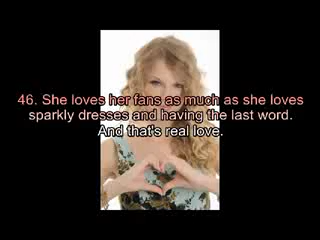 46. She loves her fans as much as she loves
sparkly dresses and having the last word.
And that's real love.